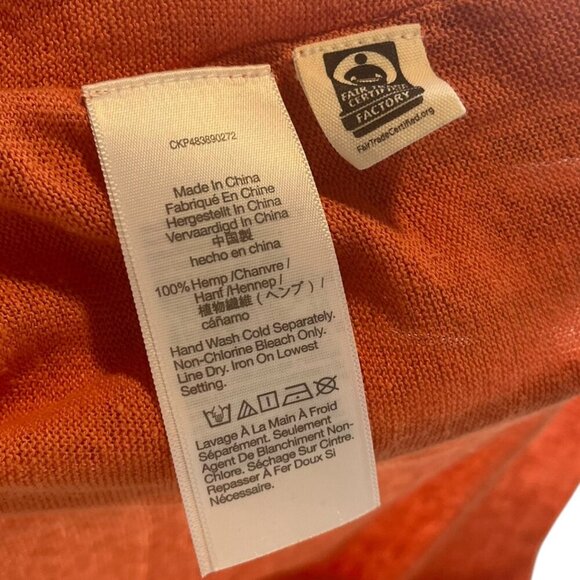 CKP483890272
Made In China
Fabriqué En Chine
Hergestellt In China
Vervaardigd In China
中国製
hecho en china
100% Hemp /Chanvre /
Hanf /Hennep /
植物繊維 (ヘンプ) /
cáñamo
Hand Wash Cold Separately.
Non-Chlorine Bleach Only.
Line Dry. Iron On Lowest
Setting.
Lavage À La Main À Froid
Séparément. Seulement
Agent De Blanchiment Non-
Chlore. Séchage Sur Cintre.
Repasser À Fer Doux Si
Nécessaire.
FAIR
CERTIFIED
FACTORY
FairTradeCertified.org